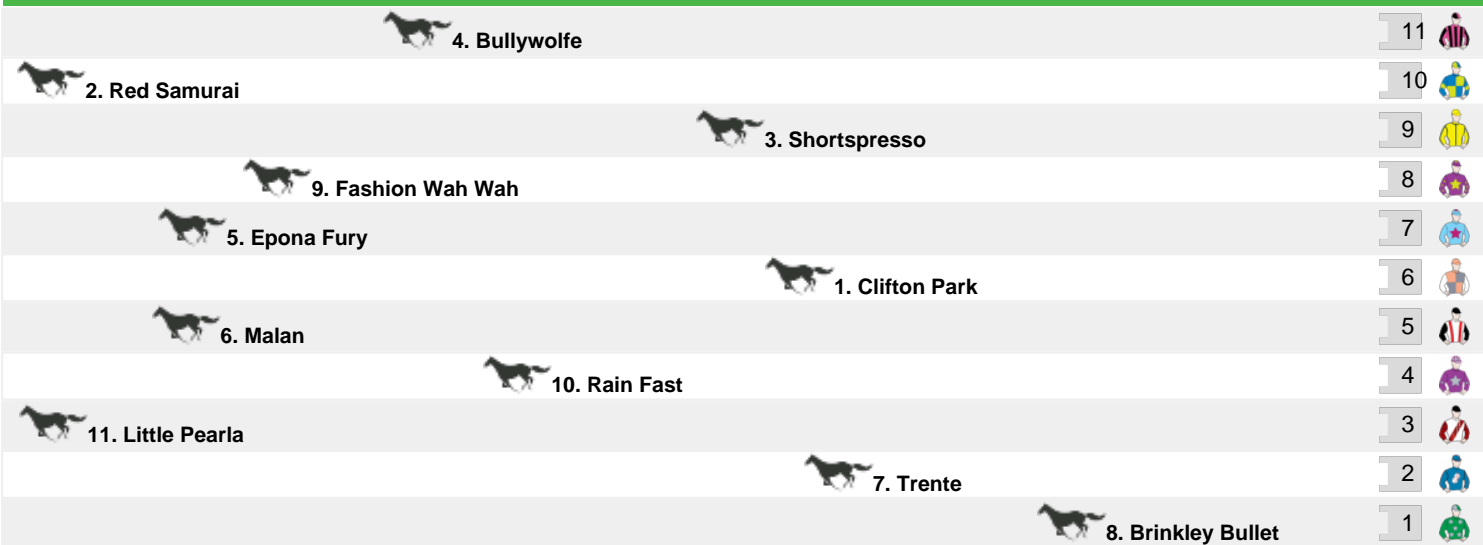 4. Bullywolfe 11
2. Red Samurai 10
3. Shortspresso 9
9. Fashion Wah Wah 8
5. Epona Fury 7
1. Clifton Park 6
6. Malan 5
10. Rain Fast 4
11. Little Pearla 3
7. Trente 2
8. Brinkley Bullet 1